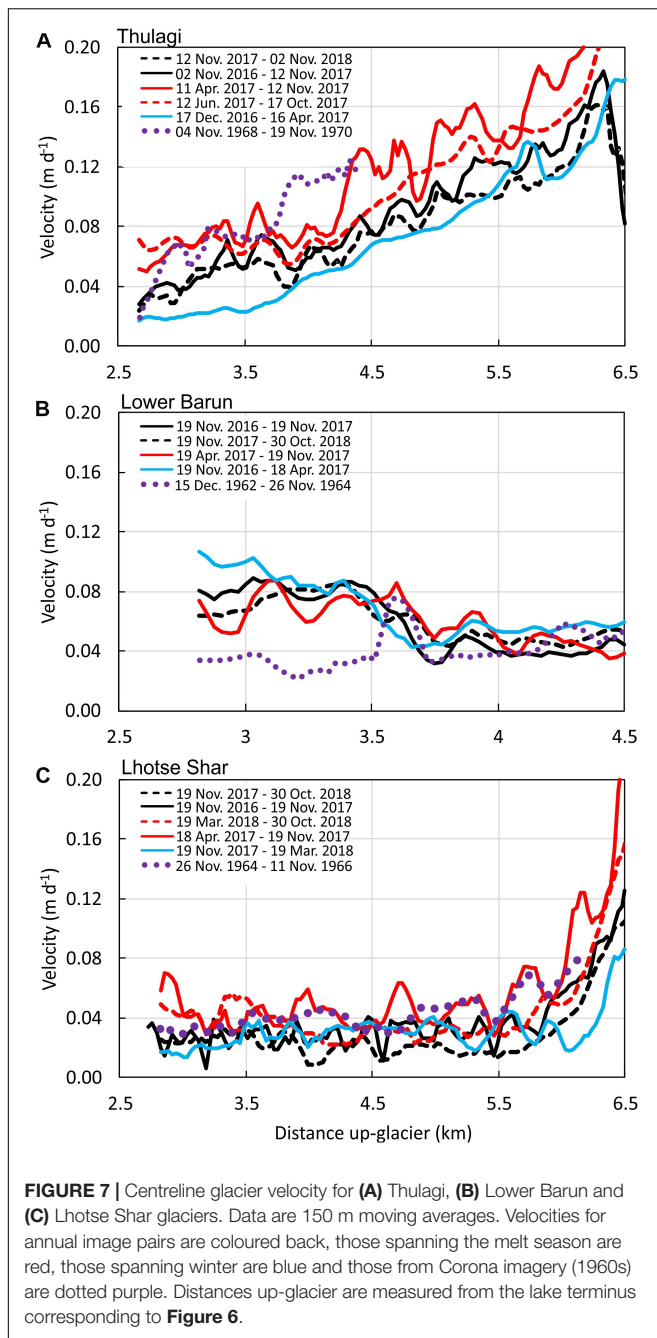 A Thulagi
12 Nov. 2017 - 02 Nov. 2018
02 Nov. 2016 - 12 Nov. 2017
11 Apr. 2017 - 12 Nov. 2017
12 Jun. 2017 - 17 Oct. 2017
17 Dec. 2016 - 16 Apr. 2017
04 Nov. 1968 - 19 Nov. 1970
Velocity (m d⁻¹)
0.20
0.16
0.12
0.08
0.04
0.00
2.5 3.5 4.5 5.5 6.5
B Lower Barun
19 Nov. 2016 - 19 Nov. 2017
19 Nov. 2017 - 30 Oct. 2018
19 Apr. 2017 - 19 Nov. 2017
19 Nov. 2016 - 18 Apr. 2017
15 Dec. 1962 - 26 Nov. 1964
Velocity (m d⁻¹)
0.20
0.16
0.12
0.08
0.04
0.00
2.5 3 3.5 4 4.5
C Lhotse Shar
19 Nov. 2017 - 30 Oct. 2018
19 Nov. 2016 - 19 Nov. 2017
19 Mar. 2018 - 30 Oct. 2018
18 Apr. 2017 - 19 Nov. 2017
19 Nov. 2017 - 19 Mar. 2018
26 Nov. 1964 - 11 Nov. 1966
Velocity (m d⁻¹)
0.20
0.16
0.12
0.08
0.04
0.00
2.5 3.5 4.5 5.5 6.5
Distance up-glacier (km)
FIGURE 7 | Centreline glacier velocity for (A) Thulagi, (B) Lower Barun and
(C) Lhotse Shar glaciers. Data are 150 m moving averages. Velocities for
annual image pairs are coloured back, those spanning the melt season are
red, those spanning winter are blue and those from Corona imagery (1960s)
are dotted purple. Distances up-glacier are measured from the lake terminus
corresponding to Figure 6.